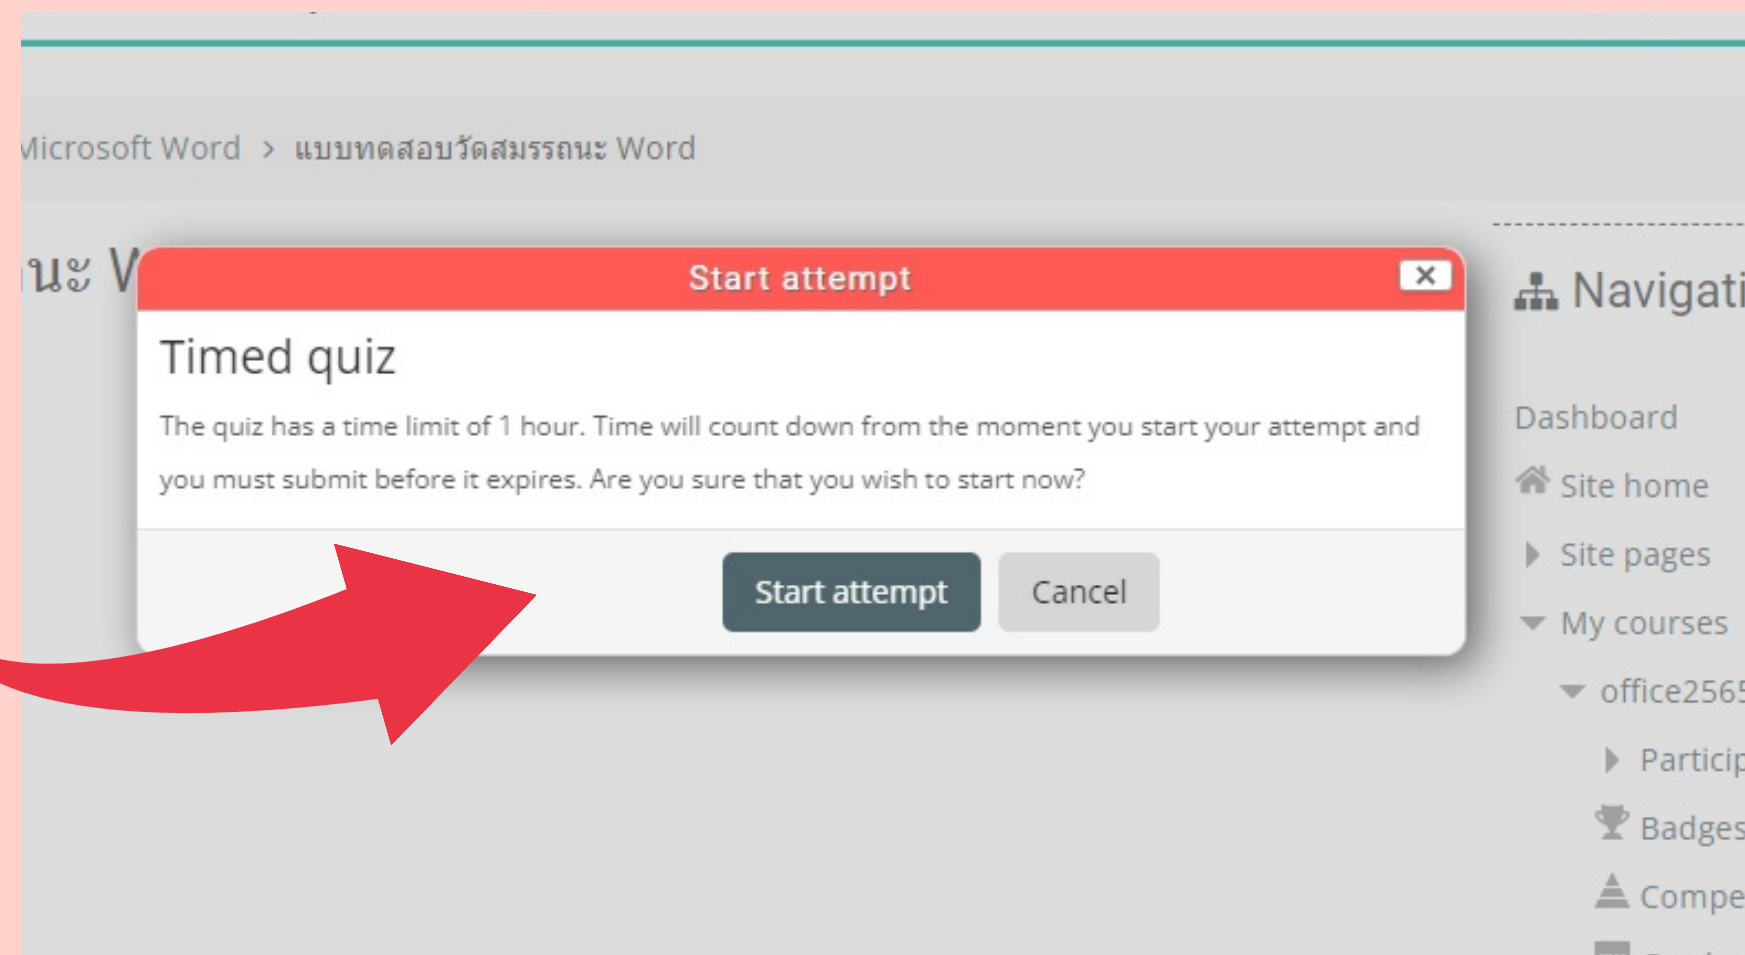 Microsoft Word > แบบทดสอบวัดสมรรถนะ Word
นะ
Start attempt
Timed quiz
The quiz has a time limit of 1 hour. Time will count down from the moment you start your attempt and
you must submit before it expires. Are you sure that you wish to start now?
Start attempt
Cancel
Navigati
Dashboard
Site home
Site pages
My courses
office2565
Particip
Badges
Compe